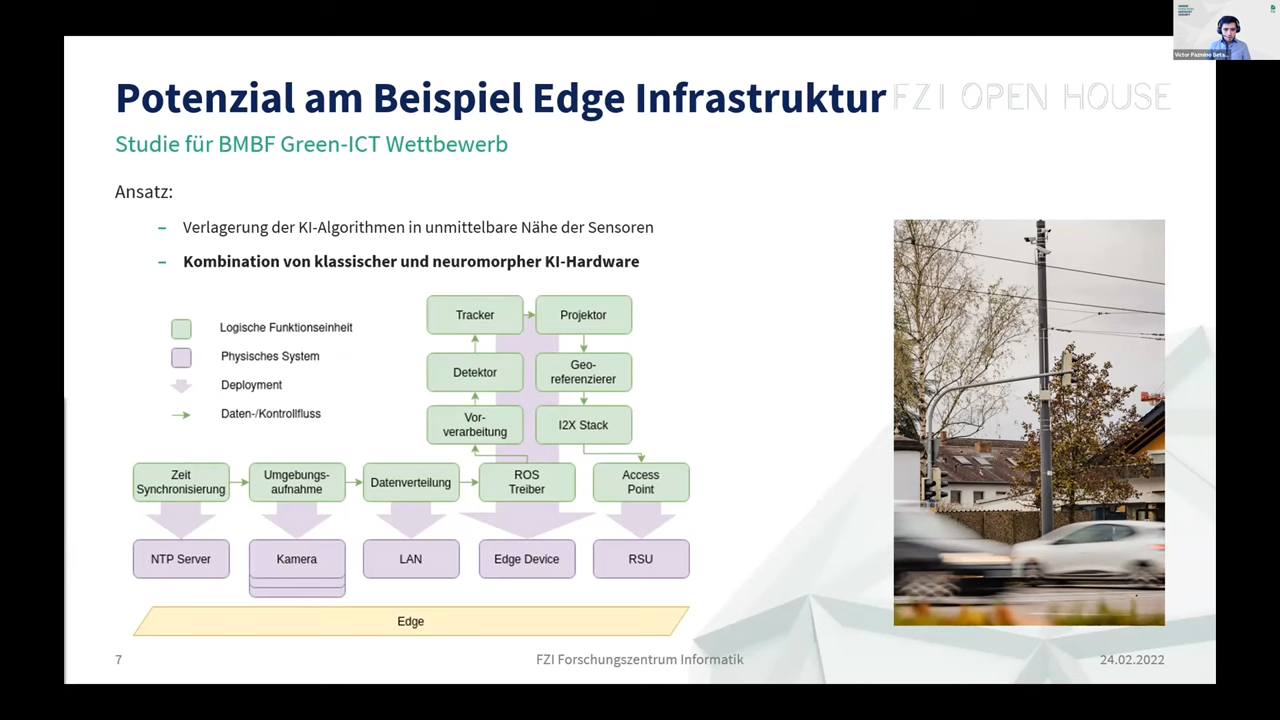 Potenzial am Beispiel Edge Infrastruktur
FZI OPEN HOUSE
Studie für BMBF Green-ICT Wettbewerb
Ansatz:
– Verlagerung der KI-Algorithmen in unmittelbare Nähe der Sensoren
– Kombination von klassischer und neuromorpher KI-Hardware
Logische Funktionseinheit
Physisches System
Deployment
Daten-/Kontrollfluss
Tracker
Projektor
Detektor
Geo-
referenzierer
Vor-
verarbeitung
I2X Stack
Zeit
Synchronisierung
Umgebungs-
aufnahme
Datenverteilung
ROS
Treiber
Access
Point
NTP Server
Kamera
LAN
Edge Device
RSU
Edge
7
FZI Forschungszentrum Informatik
24.02.2022